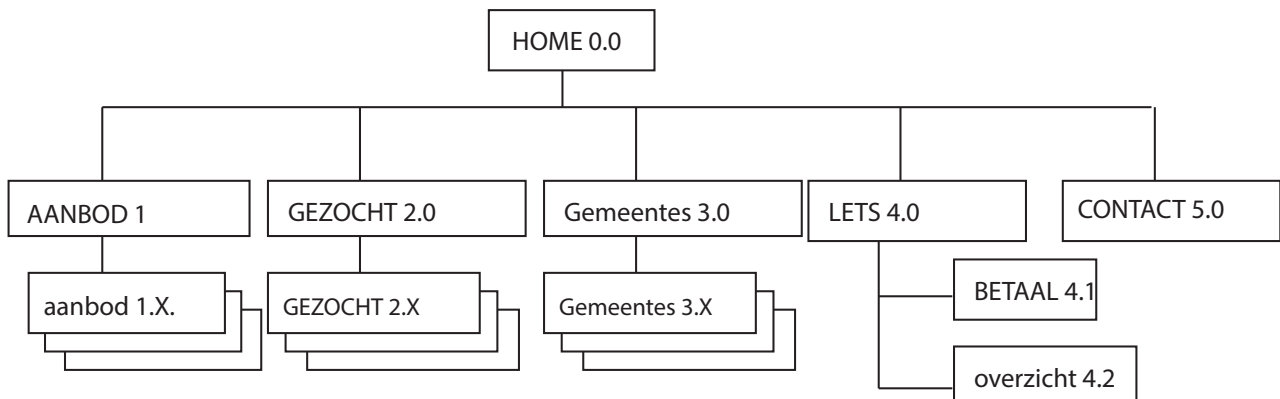 HOME 0.0
AANBOD 1
GEZOCHT 2.0
Gemeentes 3.0
LETS 4.0
CONTACT 5.0
aanbod 1.X.
GEZOCHT 2.X
Gemeentes 3.X
BETAAL 4.1
overzicht 4.2